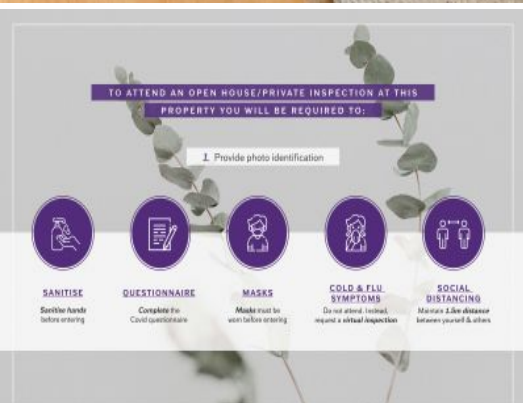 TO ATTEND AN OPEN HOUSE/PRIVATE INSPECTION AT THIS
PROPERTY YOU WILL BE REQUIRED TO:
1. Provide photo identification
SANITISE
Sanitise hands
before entering
QUESTIONNAIRE
Complete the
Covid questionnaire
MASKS
Masks must be
worn before entering
COLD & FLU
SYMPTOMS
Do not attend. Instead,
request a virtual inspection
SOCIAL
DISTANCING
Maintain 1.5m distance
between yourself & others